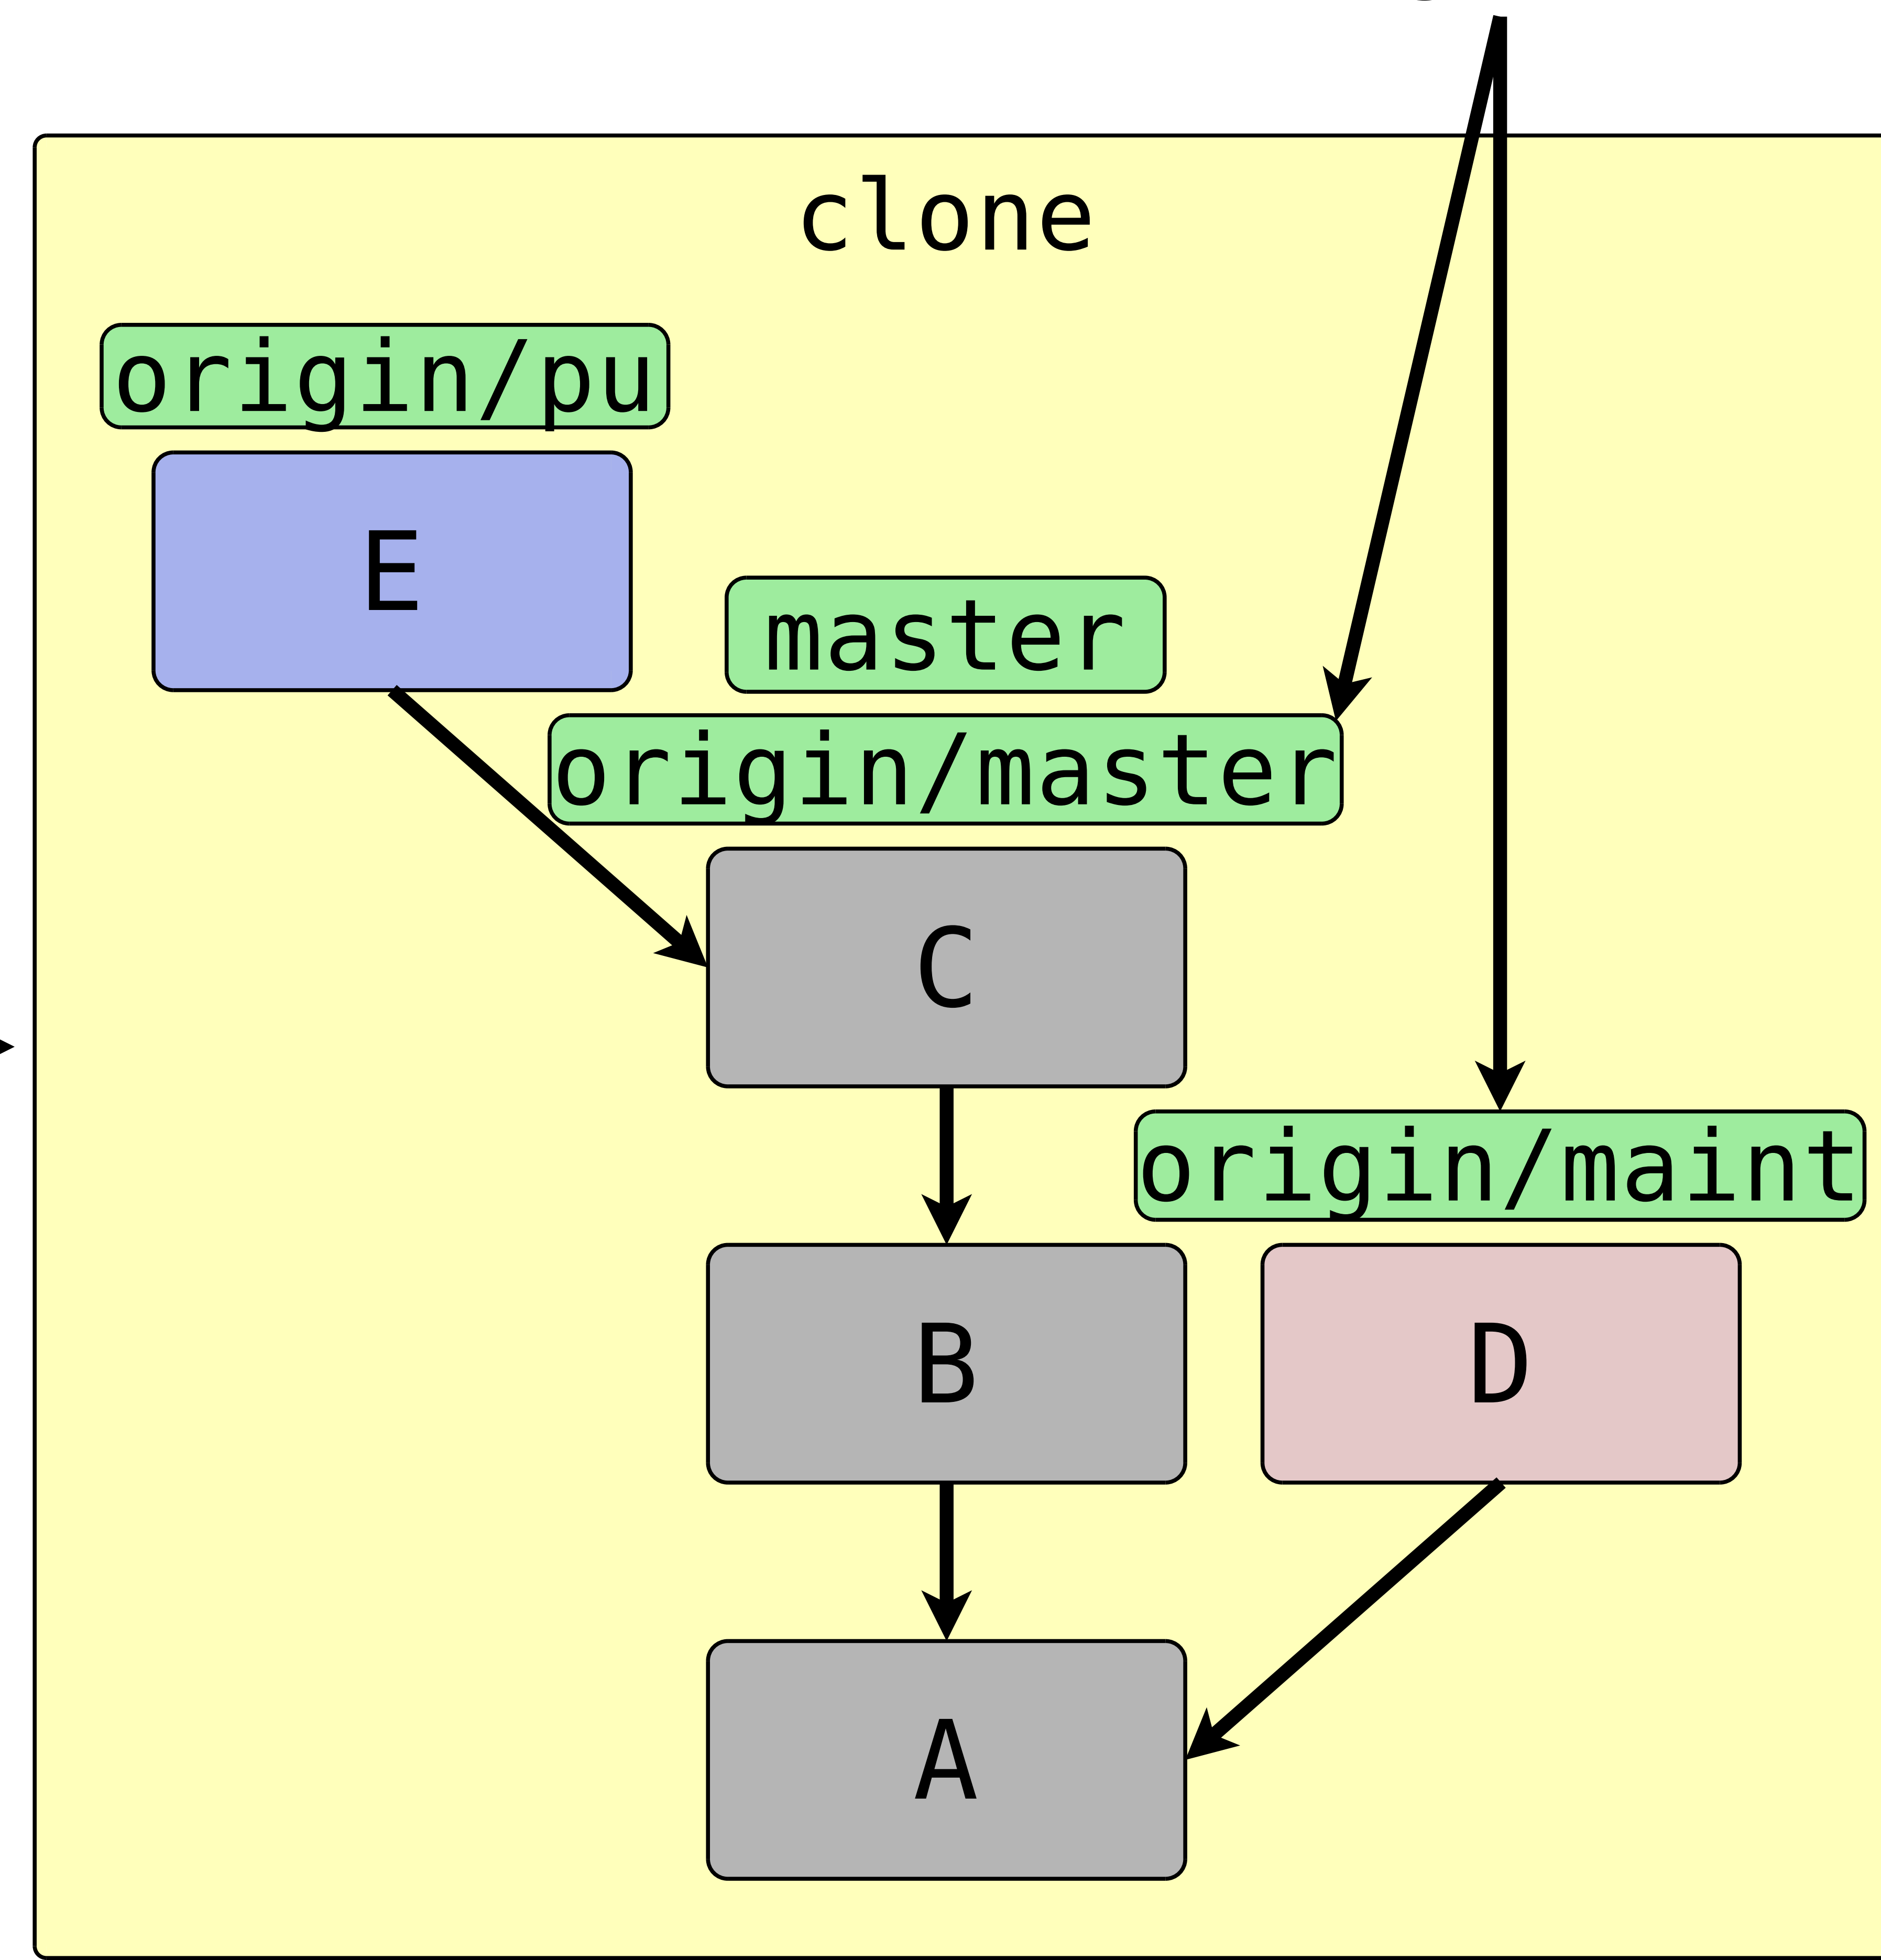 clone
origin/pu
E
master
origin/master
C
origin/maint
B
D
A